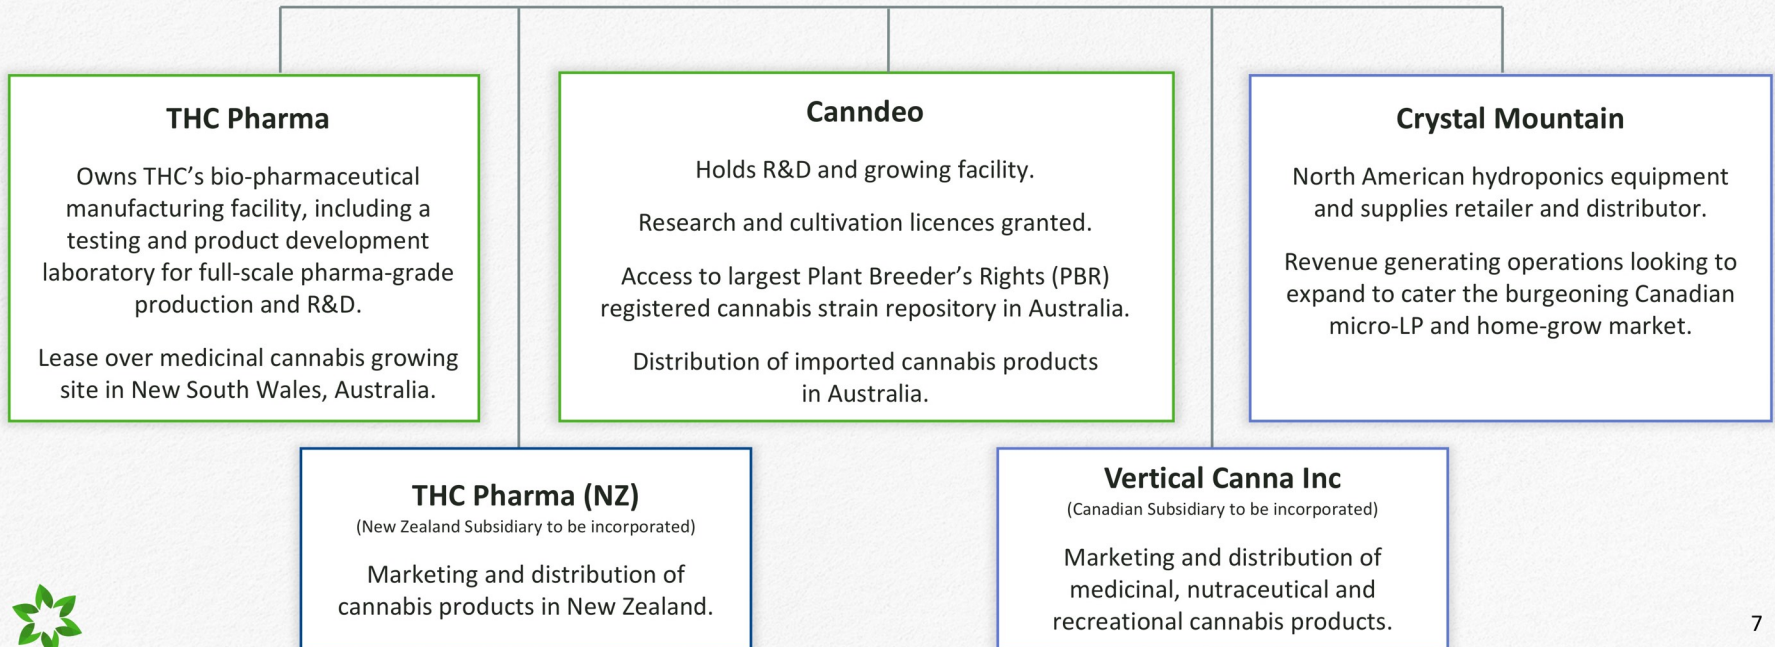 THC Pharma
Owns THC’s bio-pharmaceutical
manufacturing facility, including a
testing and product development
laboratory for full-scale pharma-grade
production and R&D.
Lease over medicinal cannabis growing
site in New South Wales, Australia.
Canndeo
Holds R&D and growing facility.
Research and cultivation licences granted.
Access to largest Plant Breeder’s Rights (PBR)
registered cannabis strain repository in Australia.
Distribution of imported cannabis products
in Australia.
Crystal Mountain
North American hydroponics equipment
and supplies retailer and distributor.
Revenue generating operations looking to
expand to cater the burgeoning Canadian
micro-LP and home-grow market.
THC Pharma (NZ)
(New Zealand Subsidiary to be incorporated)
Marketing and distribution of
cannabis products in New Zealand.
Vertical Canna Inc
(Canadian Subsidiary to be incorporated)
Marketing and distribution of
medicinal, nutraceutical and
recreational cannabis products.
7